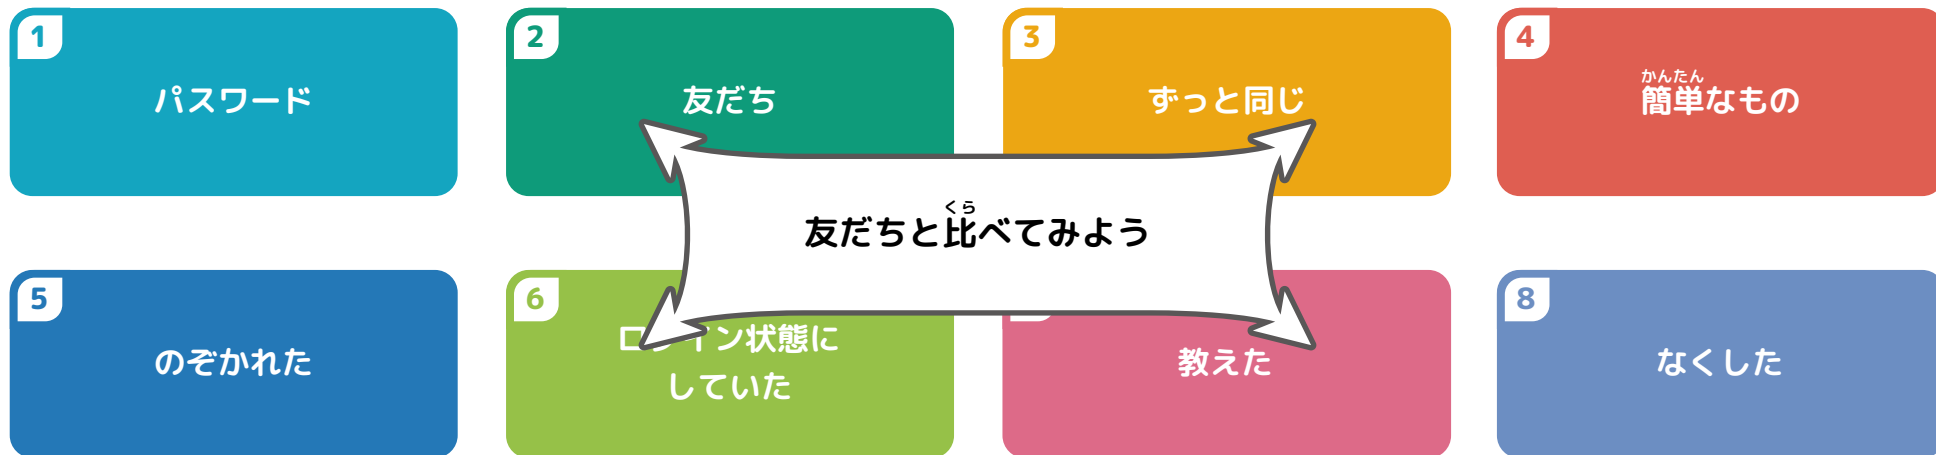 1
パスワード
2
友だち
3
ずっと同じ
4
かんたん
簡単なもの
くら
友だちと比べてみよう
5
のぞかれた
6
イン状態に
していた
教えた
8
なくした